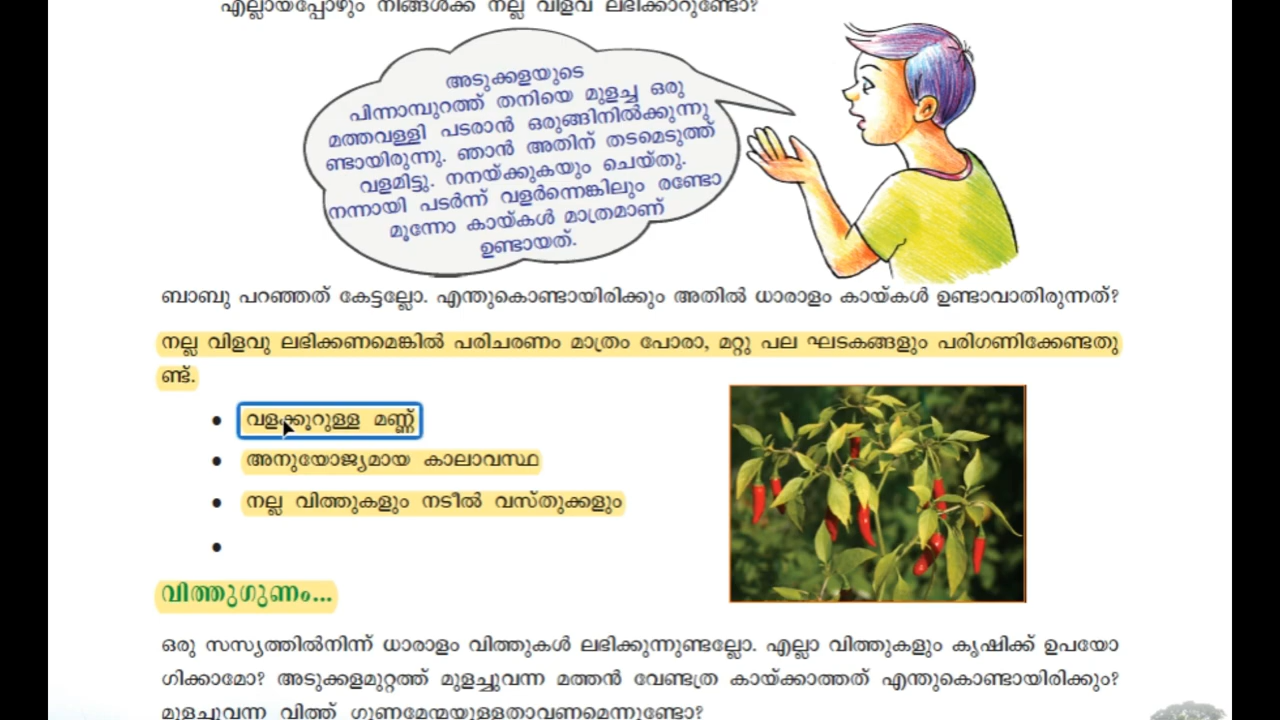 എല്ലായ്പ്പോഴും നിങ്ങൾക്ക് നല്ല വിളവ് ലഭിക്കാറുണ്ടോ?
അടുക്കളയുടെ
പിന്നാമ്പുറത്ത് തനിയെ മുളച്ച ഒരു
മത്തവള്ളി പടരാൻ ഒരുങ്ങിനിൽക്കുന്നു
ണ്ടായിരുന്നു. ഞാൻ അതിന് തടമെടുത്ത്
വളമിട്ടു. നനയ്ക്കുകയും ചെയ്തു.
നന്നായി പടർന്ന് വളർന്നെങ്കിലും രണ്ടോ
മൂന്നോ കായ്കൾ മാത്രമാണ്
ഉണ്ടായത്.
ബാബു പറഞ്ഞത് കേട്ടല്ലോ. എന്തുകൊണ്ടായിരിക്കും അതിൽ ധാരാളം കായ്കൾ ഉണ്ടാവാതിരുന്നത്?
നല്ല വിളവു ലഭിക്കണമെങ്കിൽ പരിചരണം മാത്രം പോരാ, മറ്റു പല ഘടകങ്ങളും പരിഗണിക്കേണ്ടതു
ണ്ട്.
• വളക്കൂറുള്ള മണ്ണ്
• അനുയോജ്യമായ കാലാവസ്ഥ
• നല്ല വിത്തുകളും നടീൽ വസ്തുക്കളും
•
വിത്തുഗുണം...
ഒരു സസ്യത്തിൽനിന്ന് ധാരാളം വിത്തുകൾ ലഭിക്കുന്നുണ്ടല്ലോ. എല്ലാ വിത്തുകളും കൃഷിക്ക് ഉപയോ
ഗിക്കാമോ? അടുക്കളമുറ്റത്ത് മുളച്ചുവന്ന മത്തൻ വേണ്ടത്ര കായ്ക്കാത്തത് എന്തുകൊണ്ടായിരിക്കും?
മുളച്ചുവന്ന വിത്ത് ഗുണമേന്മയുള്ളതാവണമെന്നുണ്ടോ?